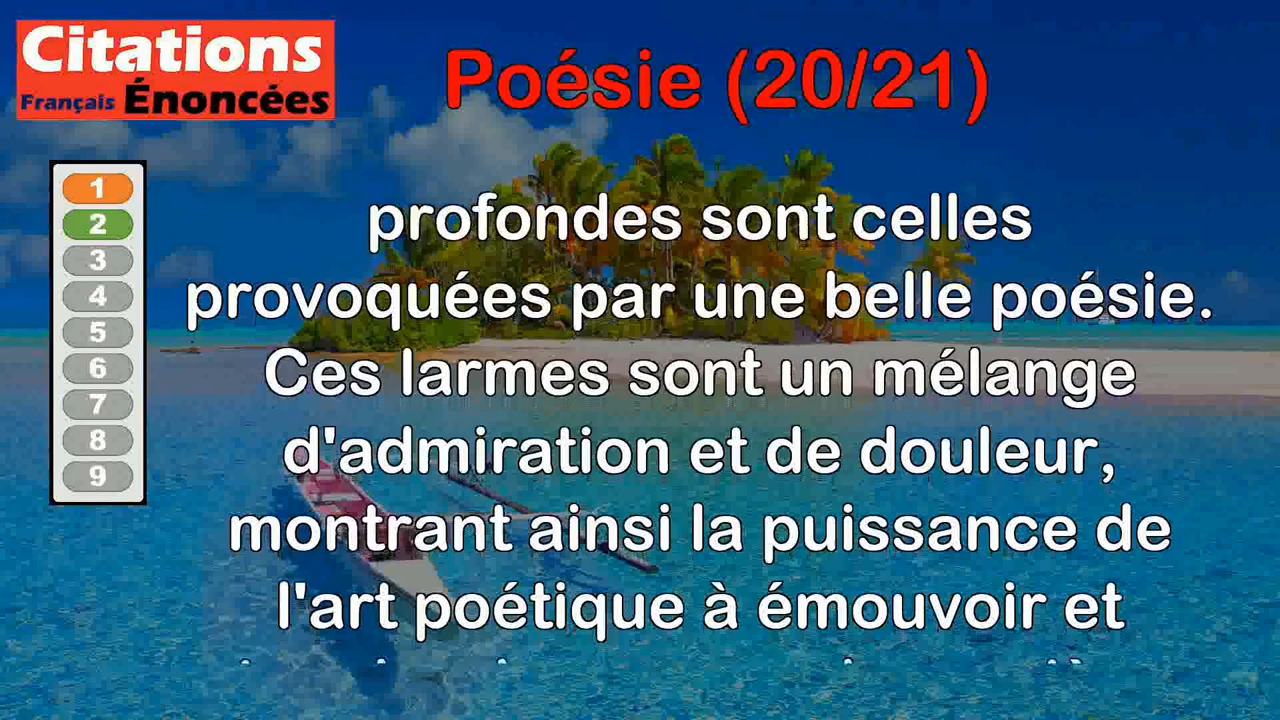 Citations
Français Énoncées
Poésie (20/21)
1
2
3
4
5
6
7
8
9
profondes sont celles
provoquées par une belle poésie.
Ces larmes sont un mélange
d'admiration et de douleur,
montrant ainsi la puissance de
l'art poétique à émouvoir et